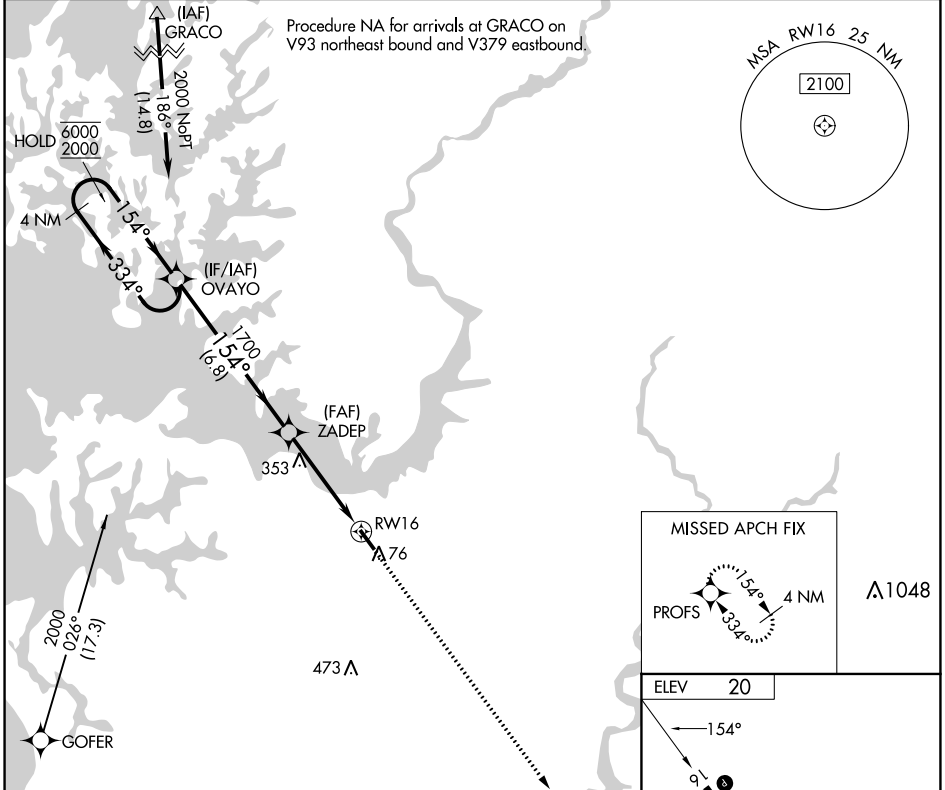 (IAF)
GRACO
Procedure NA for arrivals at GRACO on
V93 northeast bound and V379 eastbound.
MSA RW16 25 NM
2100
2000 NoPT
186°
(14.8)
HOLD
6000
2000
4 NM
154°
334°
(IF/IAF)
OVAYO
1700
154°
(6.8)
(FAF)
ZADEP
353
RW16
76
473
2000
026°
(17.3)
GOFER
MISSED APCH FIX
PROFS
154°
334°
4 NM
1048
ELEV 20
154°
16
P